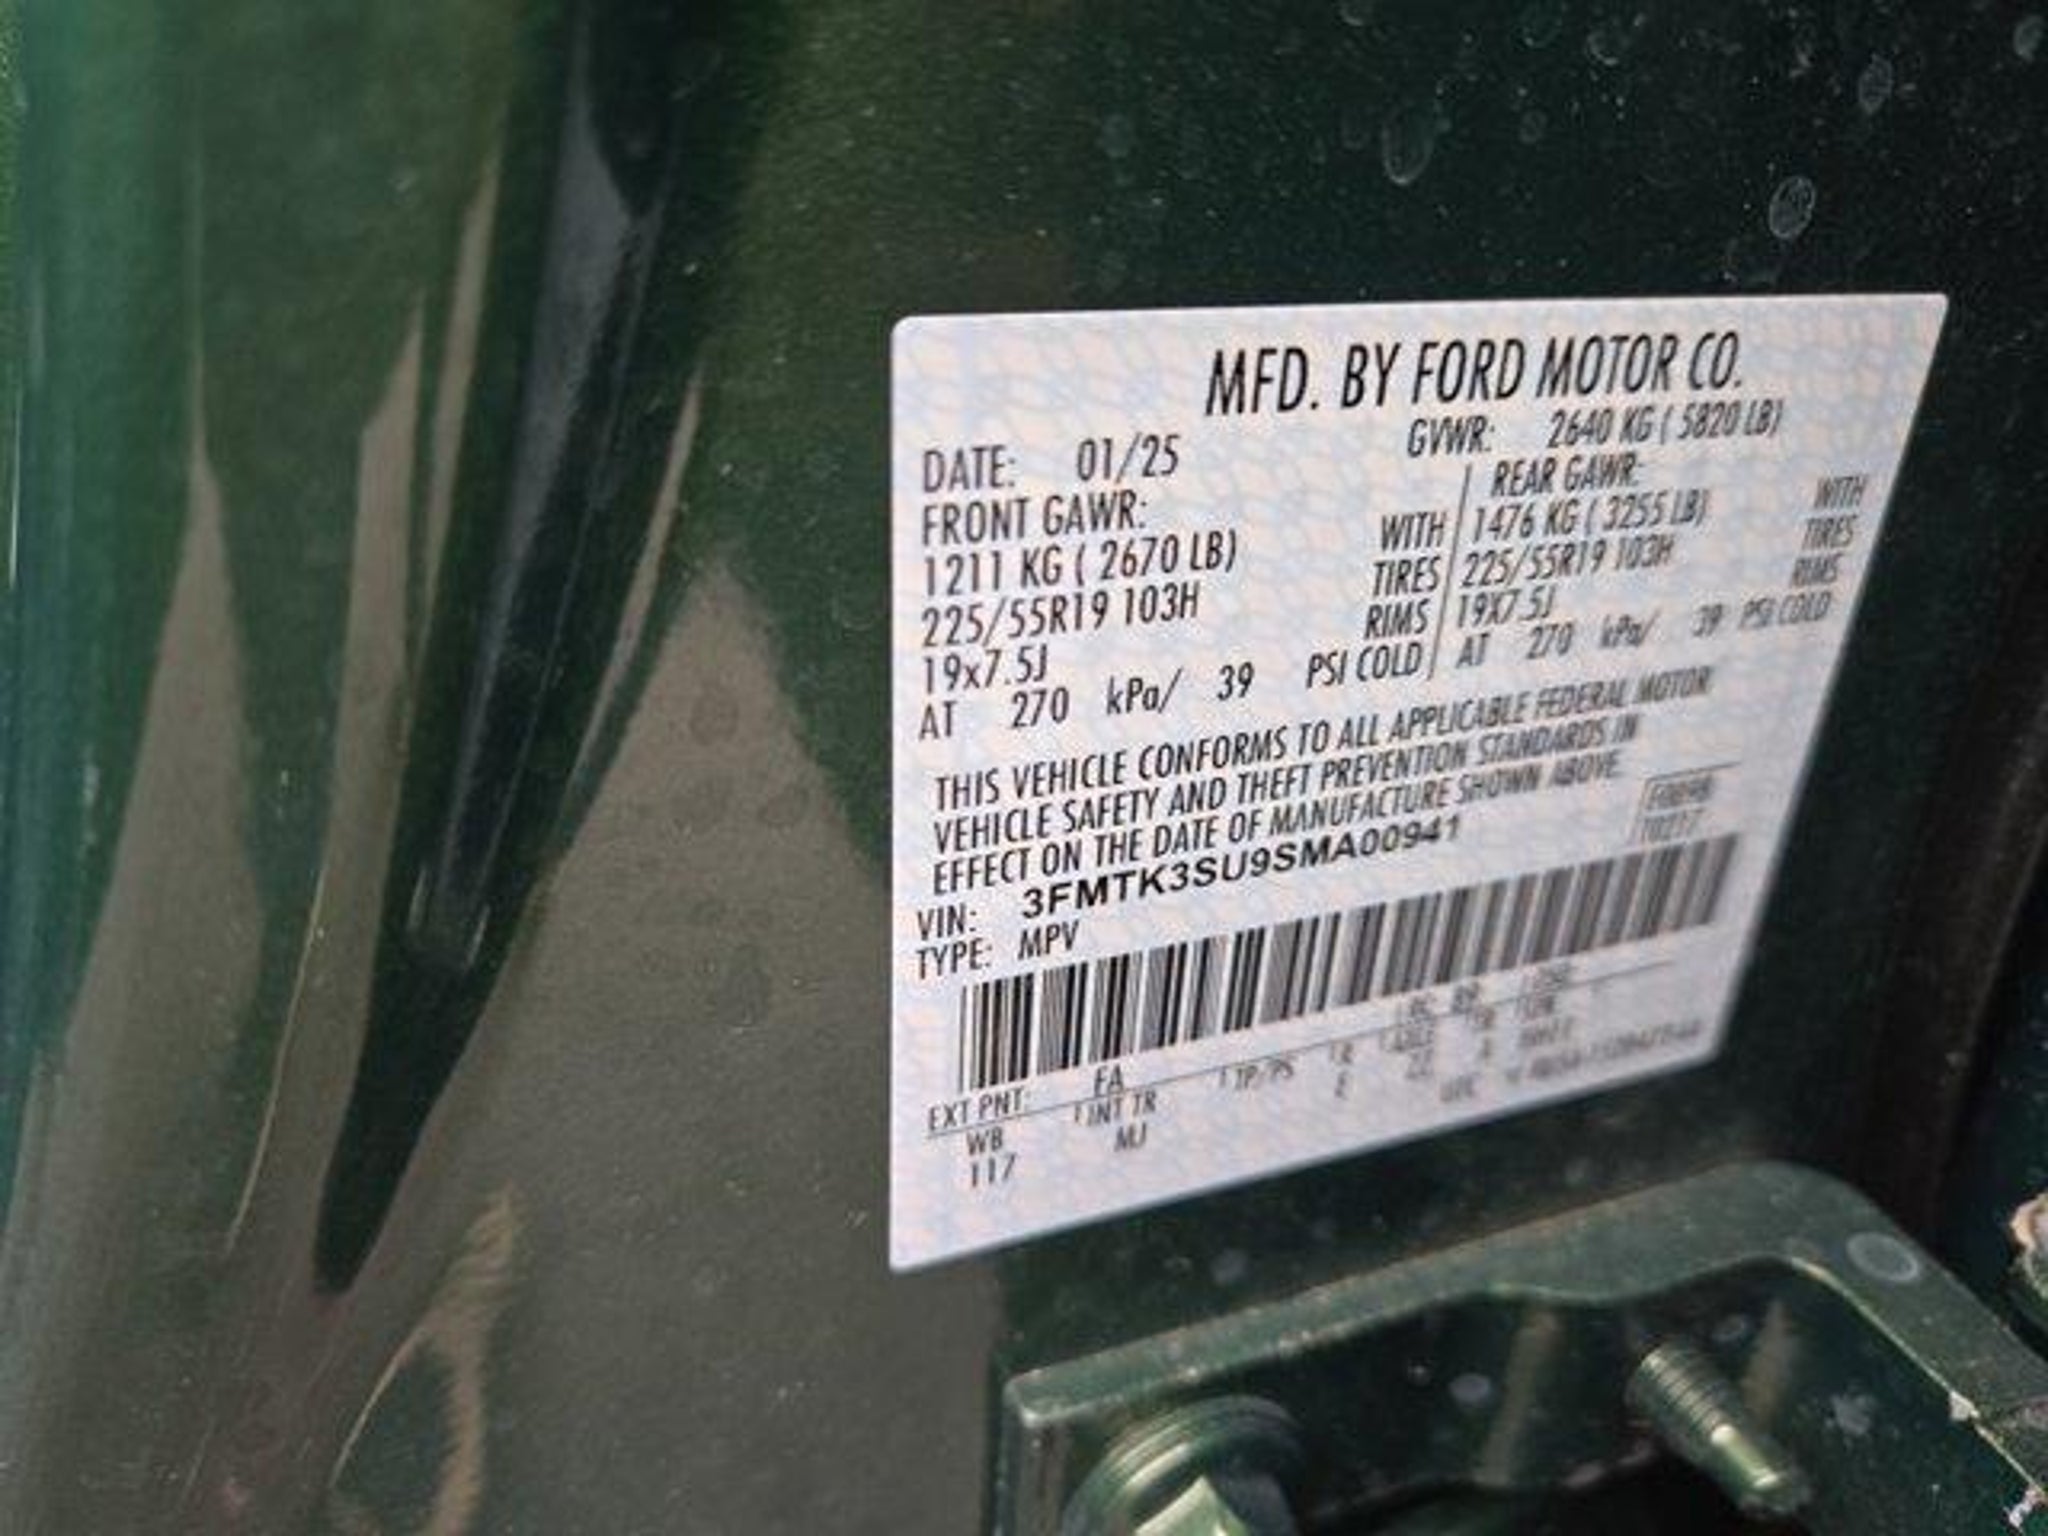 MFD. BY FORD MOTOR CO.
DATE: 01/25 GVWR: 2640 KG ( 5820 LB)
FRONT GAWR: REAR GAWR:
1211 KG ( 2670 LB) WITH 1476 KG ( 3255 LB) WITH
225/55R19 103H TIRES 225/55R19 103H TIRES
19x7.5J RIMS 19X7.5J RIMS
AT 270 kPa/ 39 PSI COLD AT 270 kPa/ 39 PSI COLD
THIS VEHICLE CONFORMS TO ALL APPLICABLE FEDERAL MOTOR
VEHICLE SAFETY AND THEFT PREVENTION STANDARDS IN
EFFECT ON THE DATE OF MANUFACTURE SHOWN ABOVE.
VIN: 3FMTK3SU9SMA00941
TYPE: MPV
EXT PNT: EA
WB INT TR TP/PS R
117 MJ E